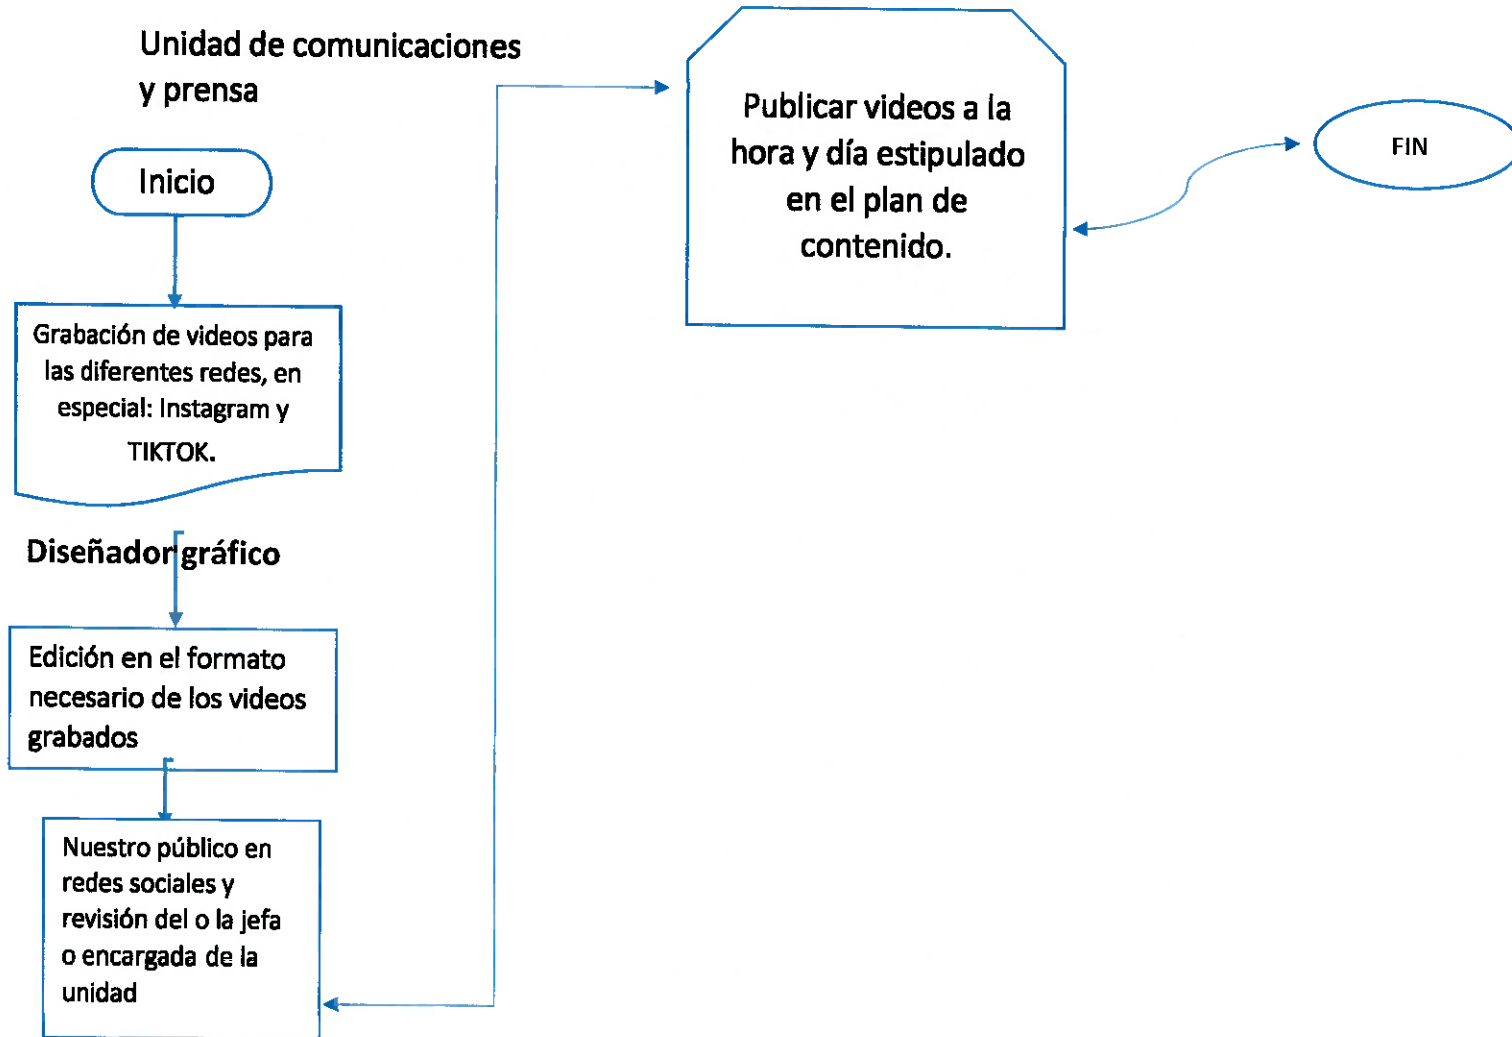 Unidad de comunicaciones
y prensa
Inicio
Grabación de videos para
las diferentes redes, en
especial: Instagram y
TIKTOK.
Diseñador gráfico
Edición en el formato
necesario de los videos
grabados
Nuestro público en
redes sociales y
revisión del o la jefa
o encargada de la
unidad
Publicar videos a la
hora y día estipulado
en el plan de
contenido.
FIN